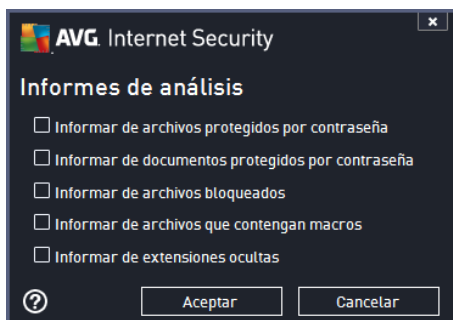 AVG. Internet Security
Informes de análisis
Informar de archivos protegidos por contraseña
Informar de documentos protegidos por contraseña
Informar de archivos bloqueados
Informar de archivos que contengan macros
Informar de extensiones ocultas
? Aceptar Cancelar